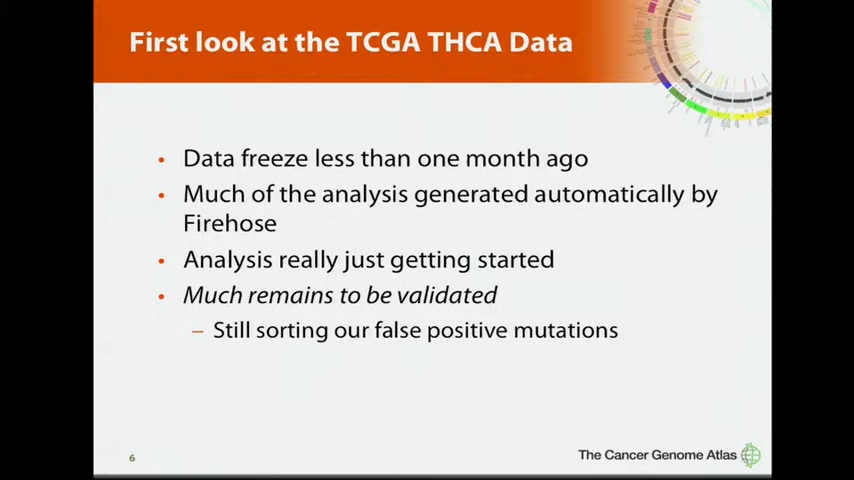 First look at the TCGA THCA Data
• Data freeze less than one month ago
• Much of the analysis generated automatically by
Firehose
• Analysis really just getting started
• Much remains to be validated
– Still sorting our false positive mutations
6
The Cancer Genome Atlas